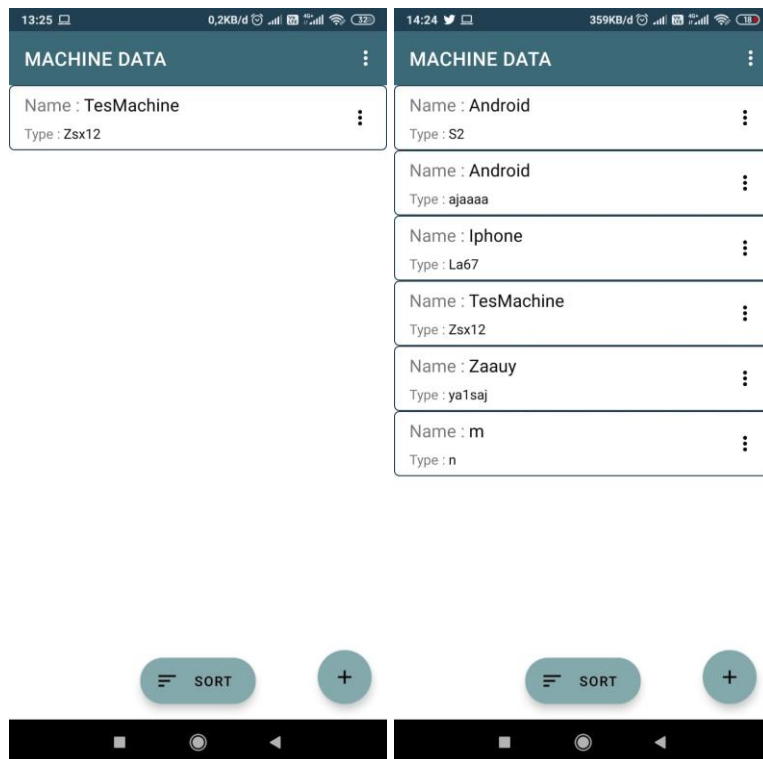 13:25 0,2KB/d 32
MACHINE DATA
Name : TesMachine
Type : Zsx12
SORT
14:24 359KB/d 18
MACHINE DATA
Name : Android
Type : S2
Name : Android
Type : ajaaaa
Name : Iphone
Type : La67
Name : TesMachine
Type : Zsx12
Name : Zaauy
Type : ya1saj
Name : m
Type : n
SORT